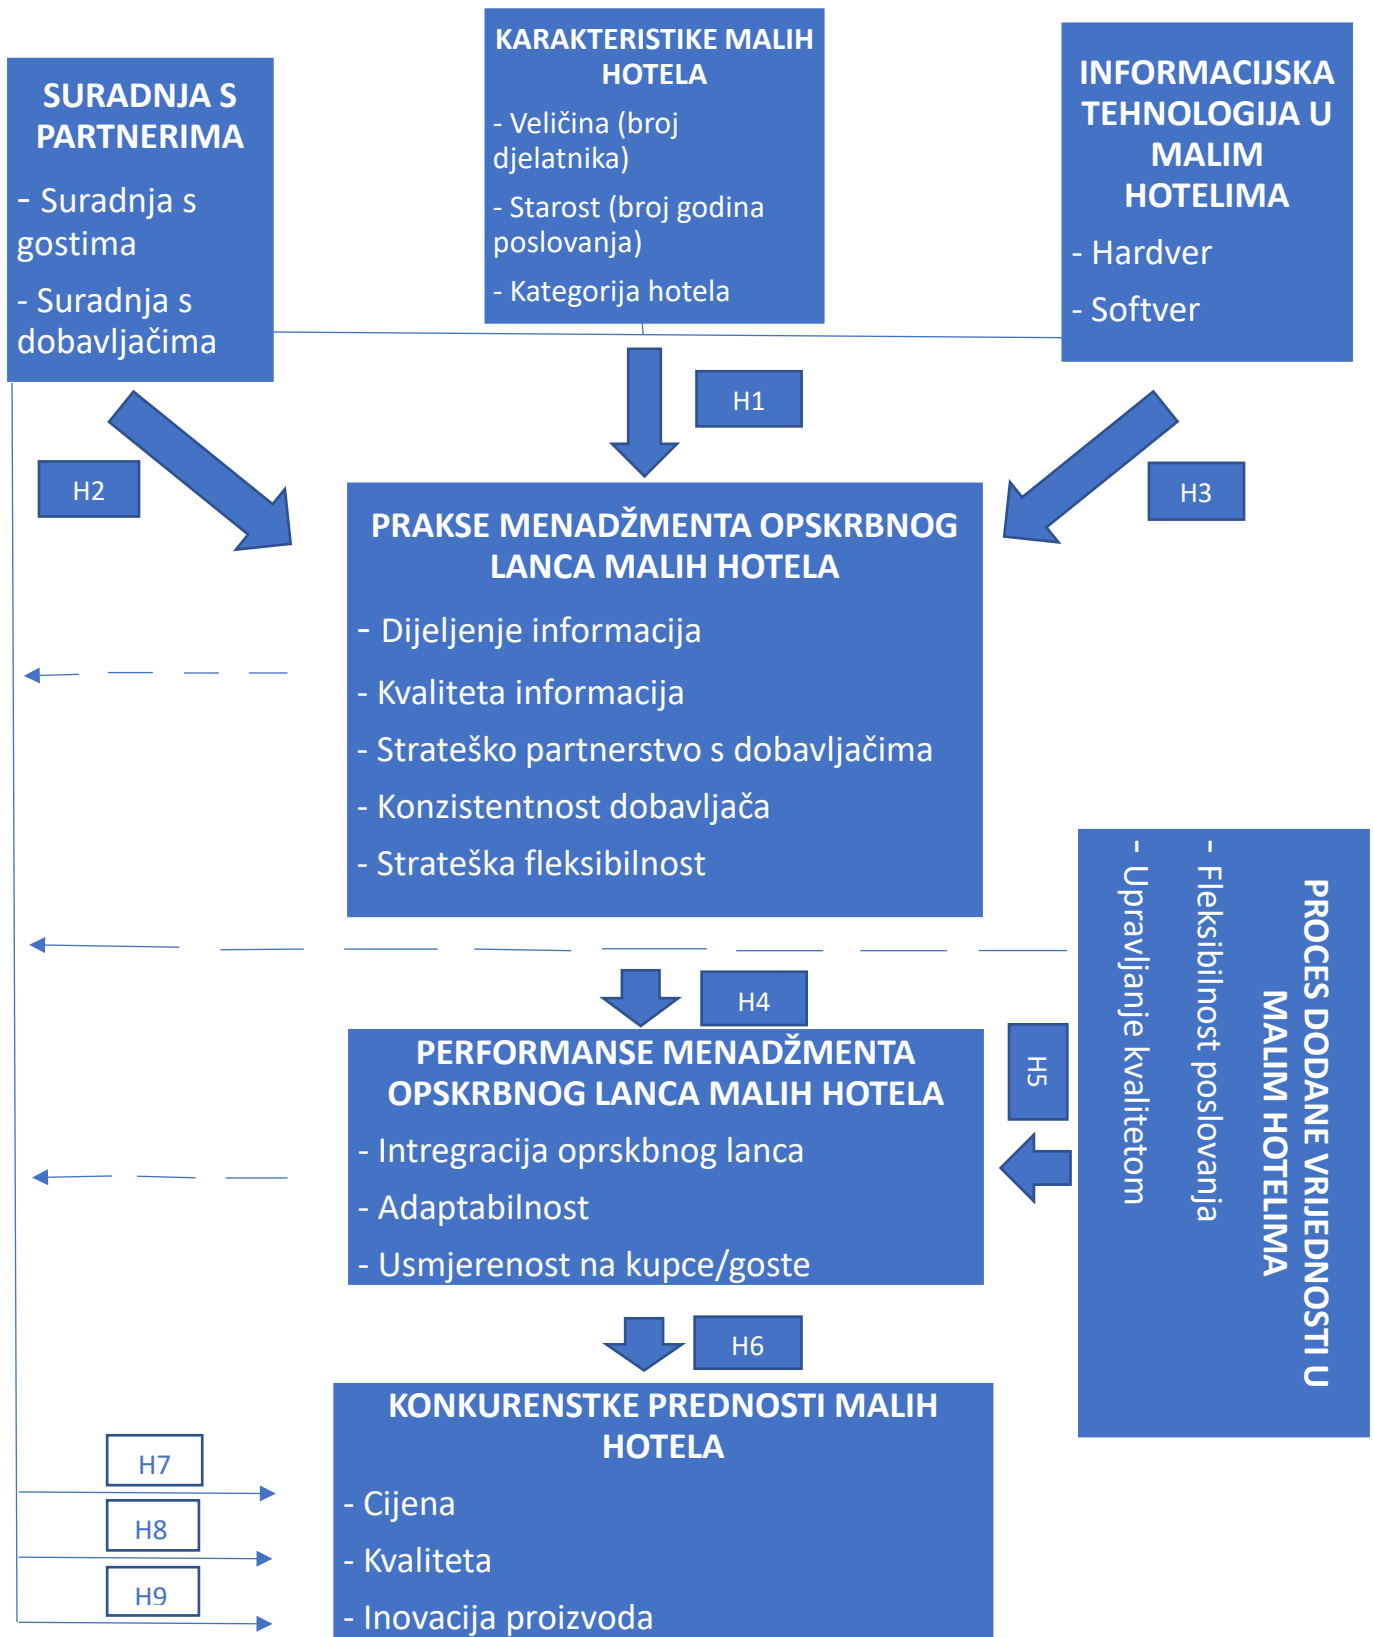 SURADNJA S
PARTNERIMA
- Suradnja s
gostima
- Suradnja s
dobavljačima
KARAKTERISTIKE MALIH
HOTELA
- Veličina (broj
djelatnika)
- Starost (broj godina
poslovanja)
- Kategorija hotela
INFORMACIJSKA
TEHNOLOGIJA U
MALIM
HOTELIMA
- Hardver
- Softver
H1
H2
H3
PRAKSE MENADŽMENTA OPSKRBNOG
LANCA MALIH HOTELA
- Dijeljenje informacija
- Kvaliteta informacija
- Strateško partnerstvo s dobavljačima
- Konzistentnost dobavljača
- Strateška fleksibilnost
PROCES DODANE VRIJEDNOSTI U
MALIM HOTELIMA
- Fleksibilnost poslovanja
- Upravljanje kvalitetom
H4
H5
PERFORMANSE MENADŽMENTA
OPSKRBNOG LANCA MALIH HOTELA
- Intregracija oprskbnog lanca
- Adaptabilnost
- Usmjerenost na kupce/goste
H6
KONKURENSTKE PREDNOSTI MALIH
HOTELA
- Cijena
- Kvaliteta
- Inovacija proizvoda
H7
H8
H9